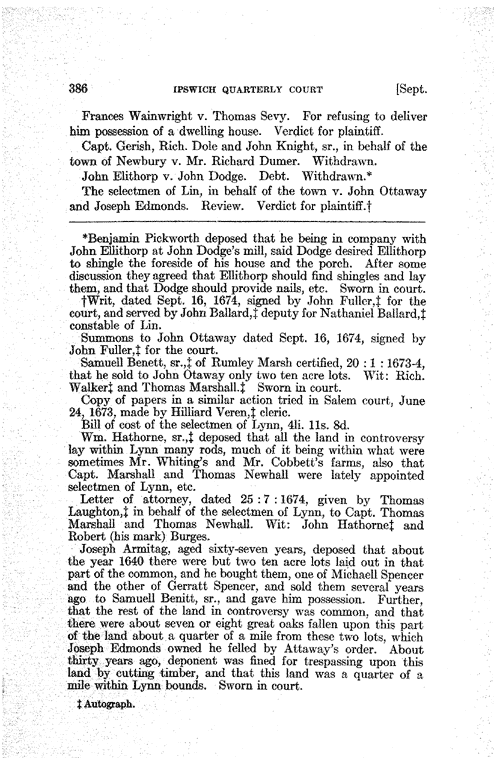 386 IPSWICH QUARTERLY COURT [Sept.
Frances Wainwright v. Thomas Sevy. For refusing to deliver
him possession of a dwelling house. Verdict for plaintiff.
Capt. Gerish, Rich. Dole and John Knight, sr., in behalf of the
town of Newbury v. Mr. Richard Dumer. Withdrawn.
John Elithorp v. John Dodge. Debt. Withdrawn.*
The selectmen of Lin, in behalf of the town v. John Ottaway
and Joseph Edmonds. Review. Verdict for plaintiff.†
*Benjamin Pickworth deposed that he being in company with
John Ellithorp at John Dodge's mill, said Dodge desired Ellithorp
to shingle the foreside of his house and the porch. After some
discussion they agreed that Ellithorp should find shingles and lay
them, and that Dodge should provide nails, etc. Sworn in court.
†Writ, dated Sept. 16, 1674, signed by John Fuller,‡ for the
court, and served by John Ballard,‡ deputy for Nathaniel Ballard,‡
constable of Lin.
Summons to John Ottaway dated Sept. 16, 1674, signed by
John Fuller,‡ for the court.
Samuell Benett, sr.,‡ of Rumley Marsh certified, 20 : 1 : 1673-4,
that he sold to John Otaway only two ten acre lots. Wit: Rich.
Walker‡ and Thomas Marshall.‡ Sworn in court.
Copy of papers in a similar action tried in Salem court, June
24, 1673, made by Hilliard Veren,‡ cleric.
Bill of cost of the selectmen of Lynn, 4li. 11s. 8d.
Wm. Hathorne, sr.,‡ deposed that all the land in controversy
lay within Lynn many rods, much of it being within what were
sometimes Mr. Whiting's and Mr. Cobbett's farms, also that
Capt. Marshall and Thomas Newhall were lately appointed
selectmen of Lynn, etc.
Letter of attorney, dated 25 : 7 : 1674, given by Thomas
Laughton,‡ in behalf of the selectmen of Lynn, to Capt. Thomas
Marshall and Thomas Newhall. Wit: John Hathorne‡ and
Robert (his mark) Burges.
Joseph Armitag, aged sixty-seven years, deposed that about
the year 1640 there were but two ten acre lots laid out in that
part of the common, and he bought them, one of Michaell Spencer
and the other of Gerratt Spencer, and sold them several years
ago to Samuell Benitt, sr., and gave him possession. Further,
that the rest of the land in controversy was common, and that
there were about seven or eight great oaks fallen upon this part
of the land about a quarter of a mile from these two lots, which
Joseph Edmonds owned he felled by Attaway's order. About
thirty years ago, deponent was fined for trespassing upon this
land by cutting timber, and that this land was a quarter of a
mile within Lynn bounds. Sworn in court.
‡ Autograph.